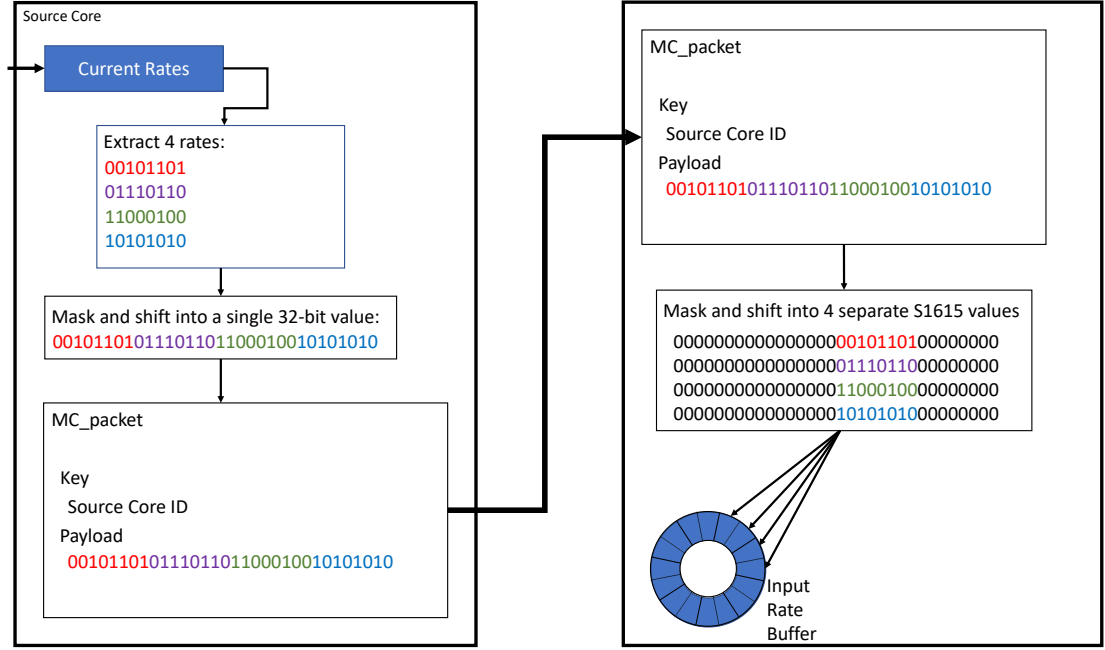 Source Core
Current Rates
Extract 4 rates:
00101101
01110110
11000100
10101010
Mask and shift into a single 32-bit value:
00101101011101101100010010101010
MC_packet
Key
Source Core ID
Payload
00101101011101101100010010101010
MC_packet
Key
Source Core ID
Payload
00101101011101101100010010101010
Mask and shift into 4 separate S1615 values
00000000000000000010110100000000
00000000000000000111011000000000
00000000000000001100010000000000
00000000000000001010101000000000
Input
Rate
Buffer